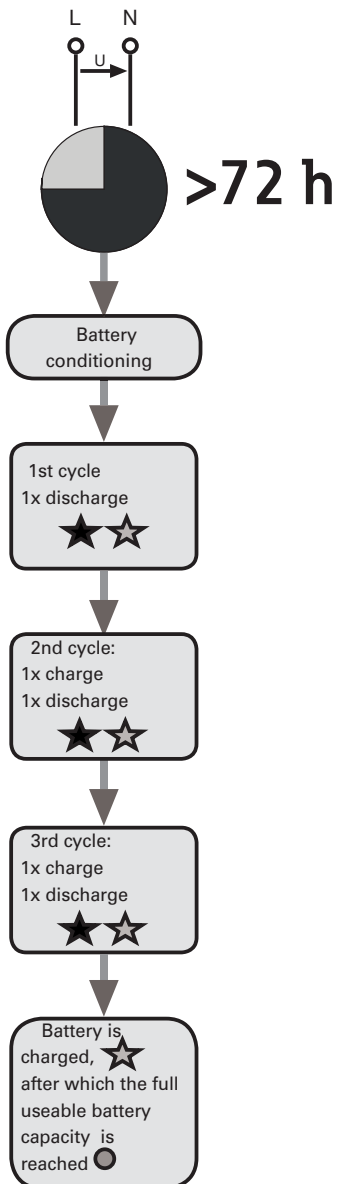 L N
U
>72 h
Battery
conditioning
1st cycle
1x discharge
2nd cycle:
1x charge
1x discharge
3rd cycle:
1x charge
1x discharge
Battery is
charged,
after which the full
useable battery
capacity is
reached